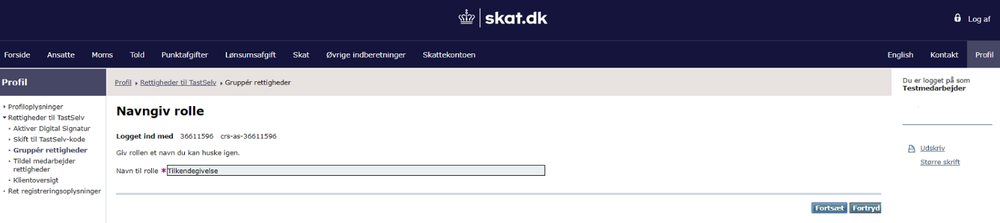 skat.dk
Log af
Forside Ansatte Moms Told Punktafgifter Lønsumsafgift Skat Øvrige indberetninger Skattekontoen English Kontakt Profil
Profil
Profil Rettigheder til TastSelv Gruppér rettigheder
Du er logget på som
Testmedarbejder
Profiloplysninger
Rettigheder til TastSelv
Aktiver Digital Signatur
Skift til TastSelv-kode
Gruppér rettigheder
Tildel medarbejder
rettigheder
Klientoversigt
Ret registreringsoplysninger
Navngiv rolle
Logget ind med 36611596 crs-as-36611596
Giv rollen et navn du kan huske igen.
Navn til rolle *Tilkendegivelse
Fortsæt Fortryd
Udskriv
Større skrift